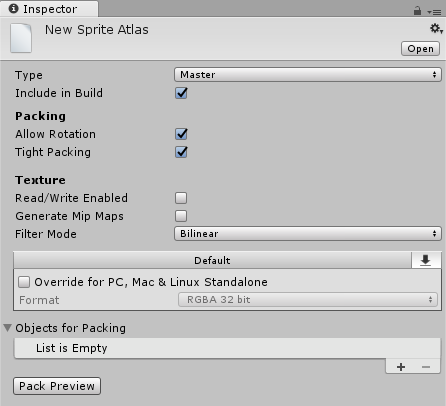 Inspector
New Sprite Atlas
Open
Type Master
Include in Build
Packing
Allow Rotation
Tight Packing
Texture
Read/Write Enabled
Generate Mip Maps
Filter Mode Bilinear
Default
Override for PC, Mac & Linux Standalone
Format RGBA 32 bit
Objects for Packing
List is Empty
Pack Preview